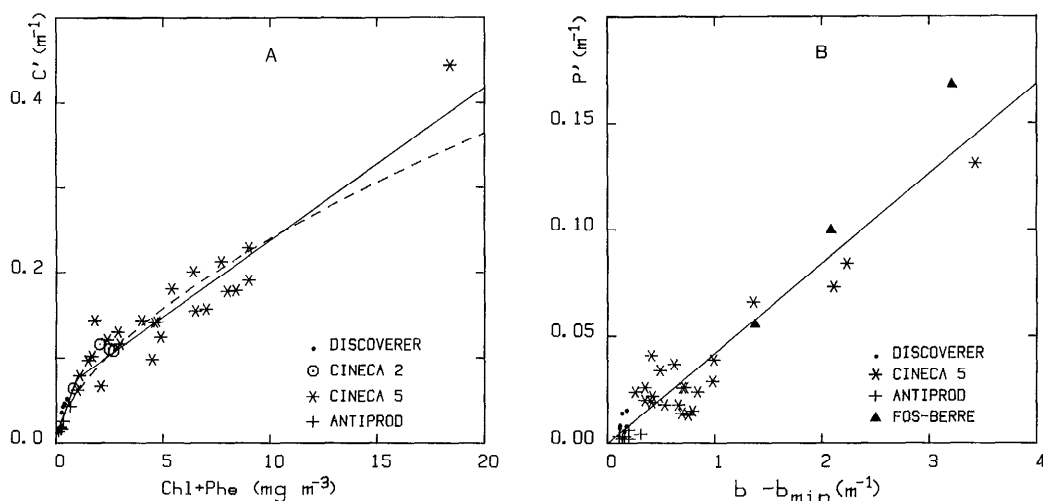 A
C' (m⁻¹)
0.4
0.2
0.0
0
5
10
15
20
Chl+Phe (mg m⁻³)
DISCOVERER
CINECA 2
CINECA 5
ANTIPROD
B
P' (m⁻¹)
0.15
0.10
0.05
0.00
0
1
2
3
4
b - bmin (m⁻¹)
DISCOVERER
CINECA 5
ANTIPROD
FOS-BERRE